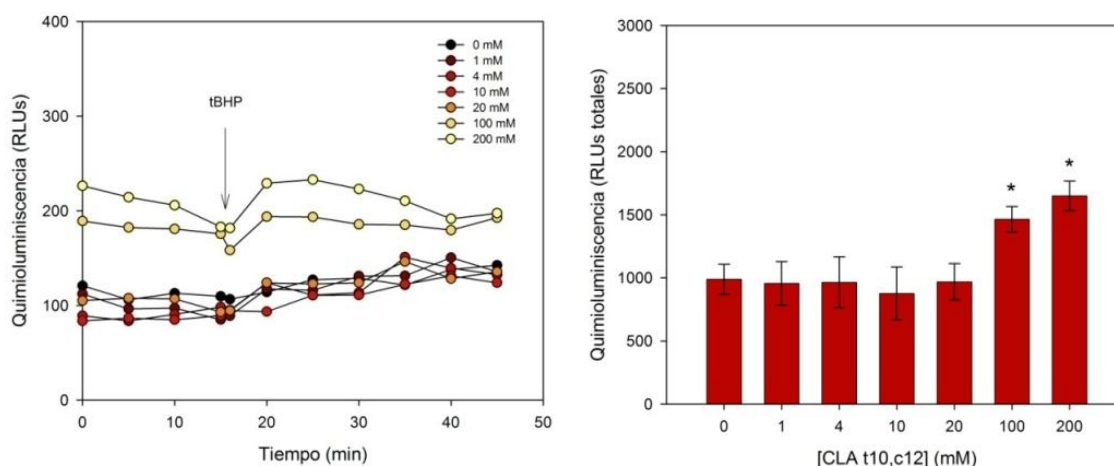 400
300
200
100
0
Quimioluminiscencia (RLUs)
0 10 20 30 40 50
Tiempo (min)
tBHP
0 mM
1 mM
4 mM
10 mM
20 mM
100 mM
200 mM
3000
2500
2000
1500
1000
500
0
Quimioluminiscencia (RLUs totales)
* *
0 1 4 10 20 100 200
[CLA t10,c12] (mM)